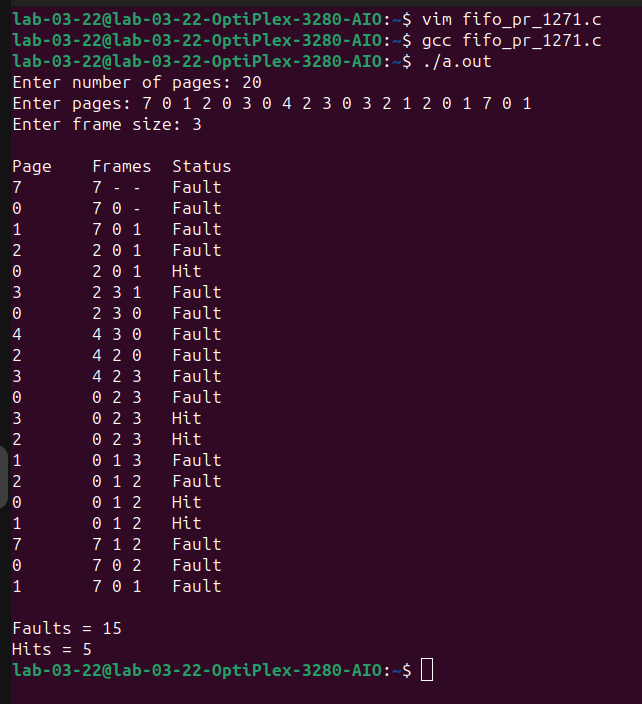 lab-03-22@lab-03-22-OptiPlex-3280-AIO:~$ vim fifo_pr_1271.c
lab-03-22@lab-03-22-OptiPlex-3280-AIO:~$ gcc fifo_pr_1271.c
lab-03-22@lab-03-22-OptiPlex-3280-AIO:~$ ./a.out
Enter number of pages: 20
Enter pages: 7 0 1 2 0 3 0 4 2 3 0 3 2 1 2 0 1 7 0 1
Enter frame size: 3

Page    Frames  Status
7       7 - -   Fault
0       7 0 -   Fault
1       7 0 1   Fault
2       2 0 1   Fault
0       2 0 1   Hit
3       2 3 1   Fault
0       2 3 0   Fault
4       4 3 0   Fault
2       4 2 0   Fault
3       4 2 3   Fault
0       0 2 3   Fault
3       0 2 3   Hit
2       0 2 3   Hit
1       0 1 3   Fault
2       0 1 2   Fault
0       0 1 2   Hit
1       0 1 2   Hit
7       7 1 2   Fault
0       7 0 2   Fault
1       7 0 1   Fault

Faults = 15
Hits = 5
lab-03-22@lab-03-22-OptiPlex-3280-AIO:~$